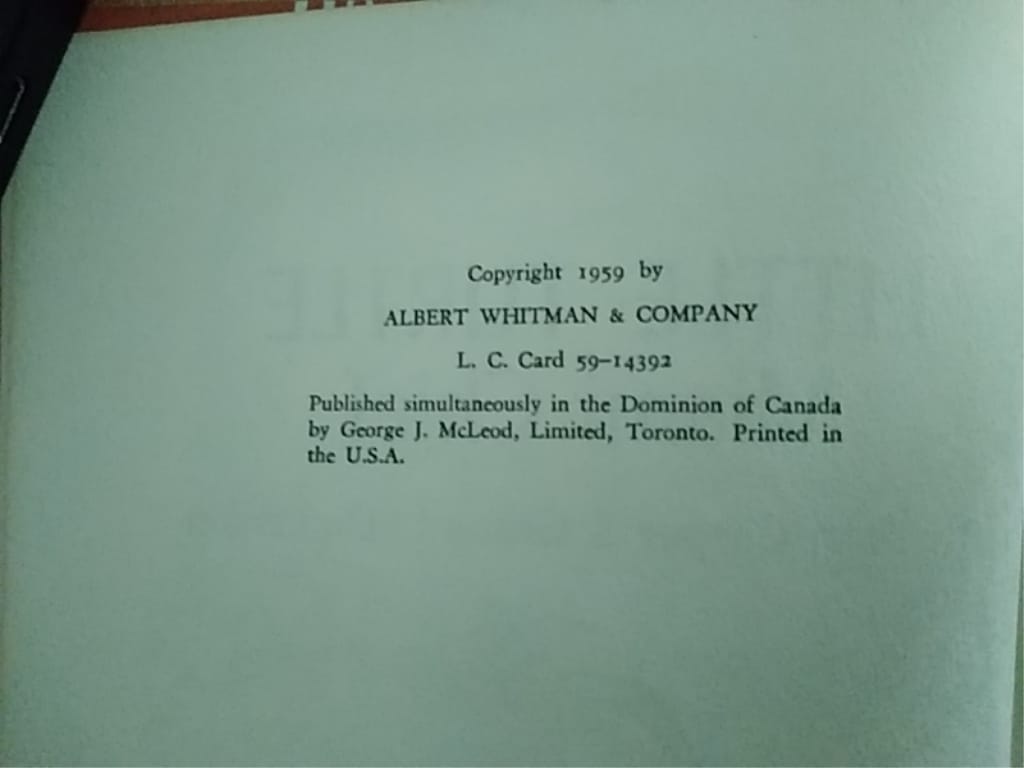 Copyright 1959 by
ALBERT WHITMAN & COMPANY
L. C. Card 59–14392
Published simultaneously in the Dominion of Canada
by George J. McLeod, Limited, Toronto. Printed in
the U.S.A.